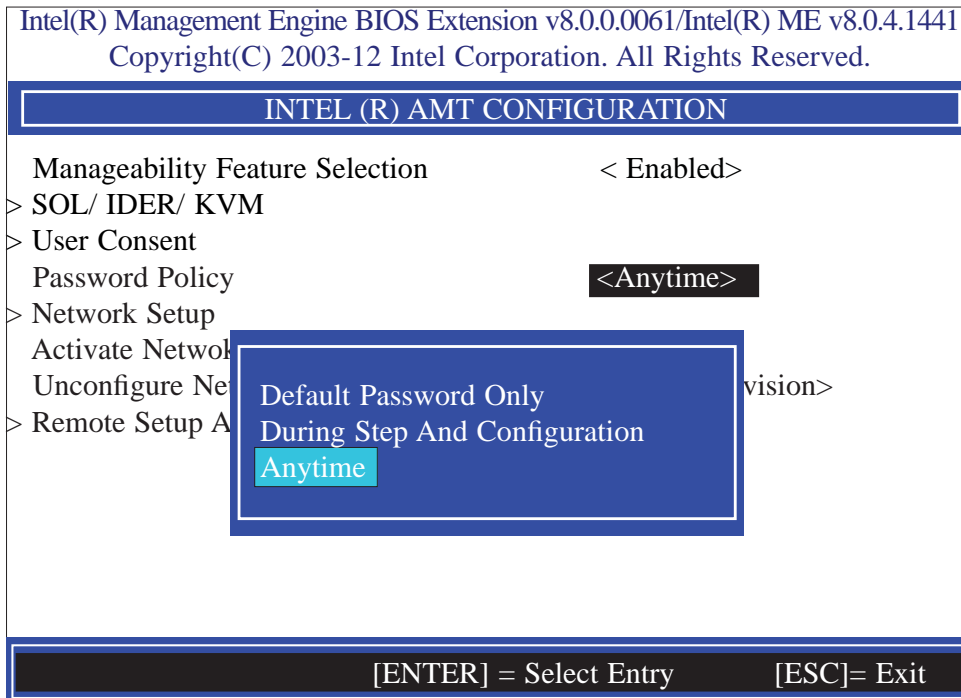 Intel(R) Management Engine BIOS Extension v8.0.0.0061/Intel(R) ME v8.0.4.1441
Copyright(C) 2003-12 Intel Corporation. All Rights Reserved.
INTEL (R) AMT CONFIGURATION
Manageability Feature Selection < Enabled>
> SOL/ IDER/ KVM
> User Consent
Password Policy <Anytime>
> Network Setup
Activate Netwok
Unconfigure Net vision>
> Remote Setup A
Default Password Only
During Step And Configuration
Anytime
[ENTER] = Select Entry [ESC]= Exit